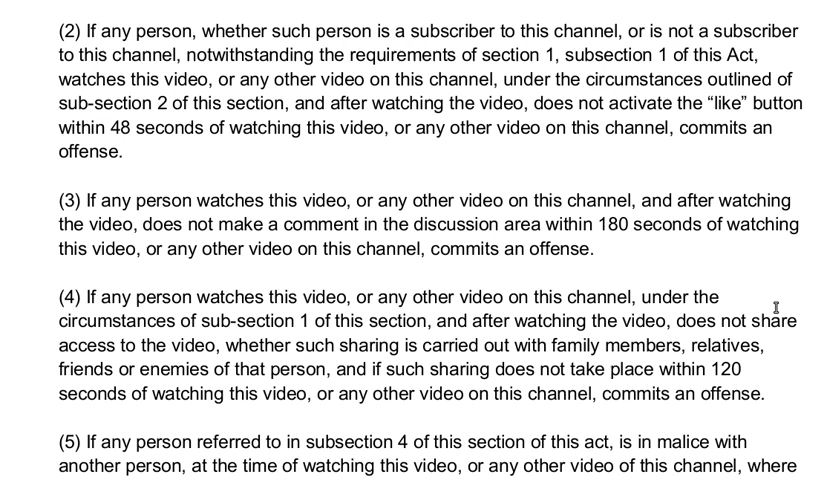 (2) If any person, whether such person is a subscriber to this channel, or is not a subscriber
to this channel, notwithstanding the requirements of section 1, subsection 1 of this Act,
watches this video, or any other video on this channel, under the circumstances outlined of
sub-section 2 of this section, and after watching the video, does not activate the “like” button
within 48 seconds of watching this video, or any other video on this channel, commits an
offense.
(3) If any person watches this video, or any other video on this channel, and after watching
the video, does not make a comment in the discussion area within 180 seconds of watching
this video, or any other video on this channel, commits an offense.
(4) If any person watches this video, or any other video on this channel, under the
circumstances of sub-section 1 of this section, and after watching the video, does not share
access to the video, whether such sharing is carried out with family members, relatives,
friends or enemies of that person, and if such sharing does not take place within 120
seconds of watching this video, or any other video on this channel, commits an offense.
(5) If any person referred to in subsection 4 of this section of this act, is in malice with
another person, at the time of watching this video, or any other video of this channel, where